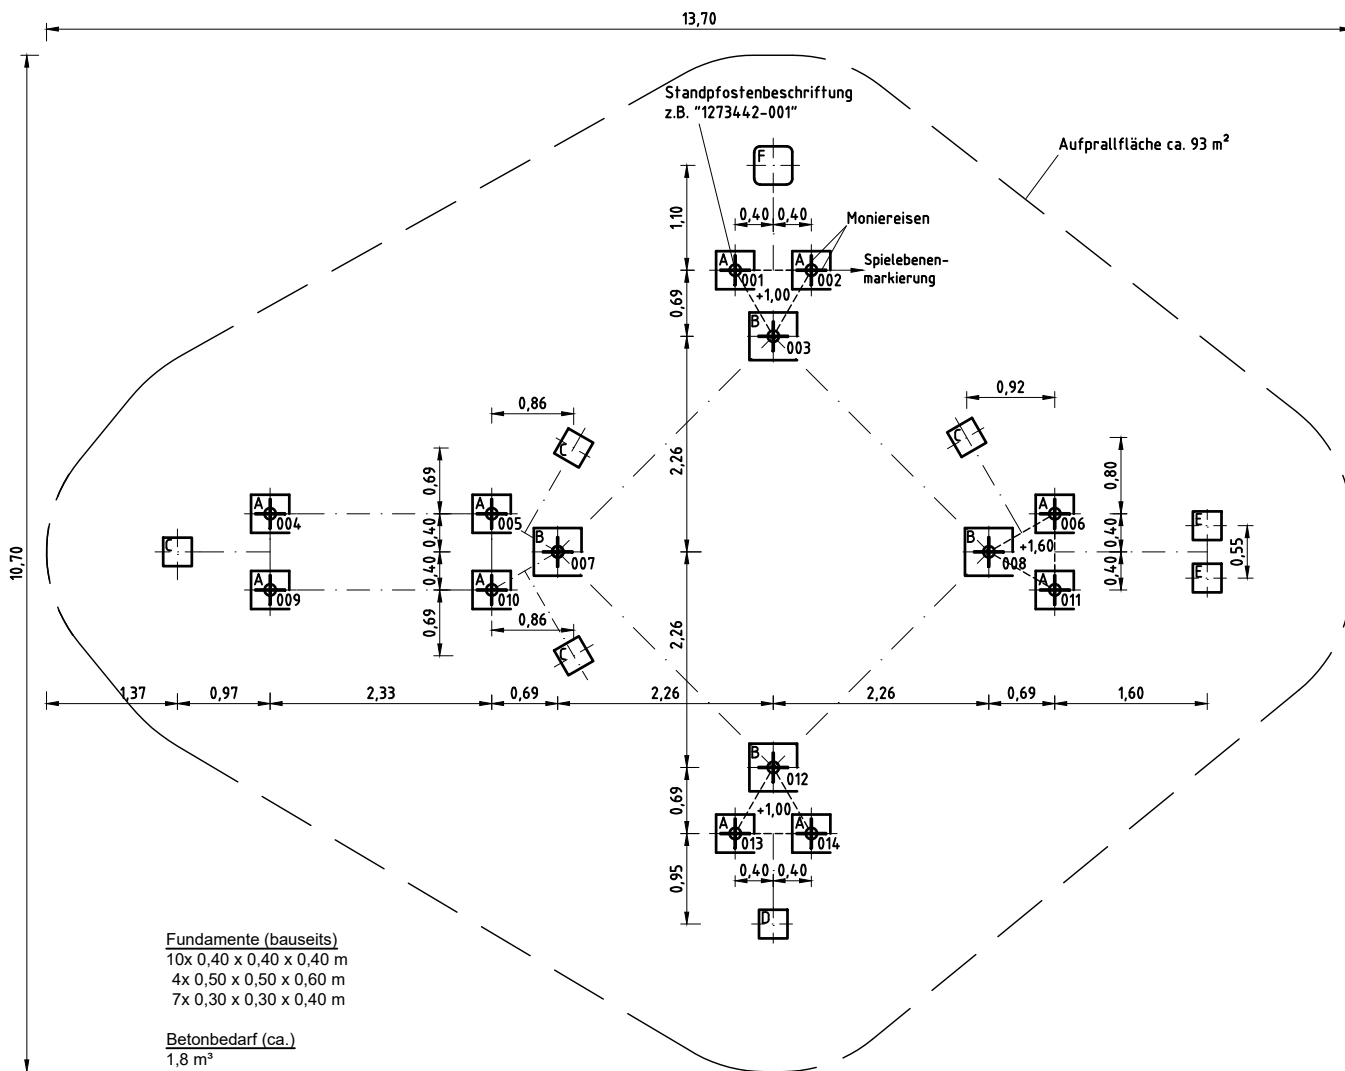 13,70
Standpfostenbeschriftung
z.B. "1273442-001"
Aufprallfläche ca. 93 m²
F
1,10
0,40 0,40
Moniereisen
A A
001 002
Spielebenen-
markierung
0,69
+1,00
B
003
0,92
0,86
C C
2,26
0,69
0,80
A A A
004 005 006
C B B E
0,40 0,40
007 008
+1,60
10,70
0,55
0,40 0,40
A A A E
009 010 011
0,69
0,86
C
1,37 0,97 2,33 0,69 2,26 2,26 0,69 1,60
2,26
B
012
0,69
+1,00
A A
013 014
0,40 0,40
0,95
D
Fundamente (bauseits)
10x 0,40 x 0,40 x 0,40 m
4x 0,50 x 0,50 x 0,60 m
7x 0,30 x 0,30 x 0,40 m
Betonbedarf (ca.)
1,8 m³